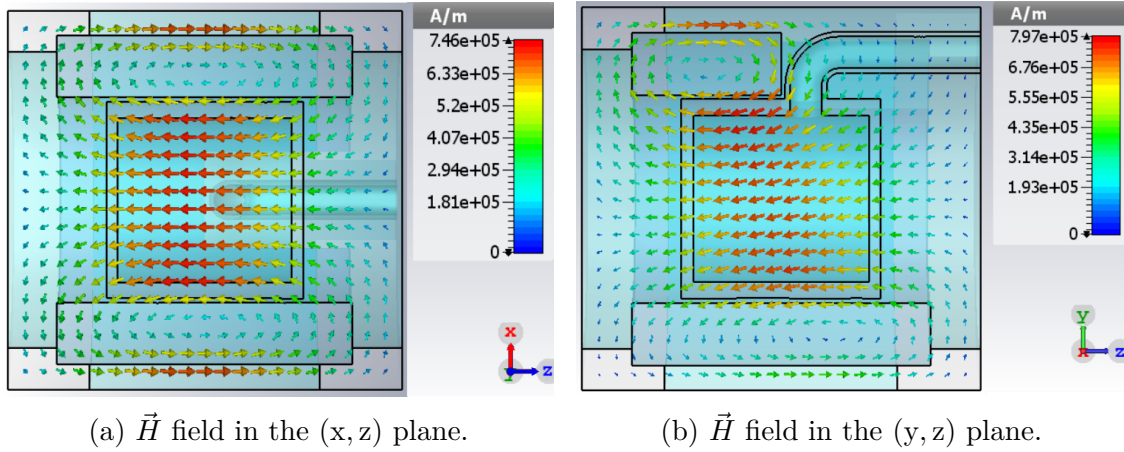 A/m
7.46e+05
6.33e+05
5.2e+05
4.07e+05
2.94e+05
1.81e+05
0
x
z
A/m
7.97e+05
6.76e+05
5.55e+05
4.35e+05
3.14e+05
1.93e+05
0
y
x
z
(a) $\vec{H}$ field in the (x, z) plane.
(b) $\vec{H}$ field in the (y, z) plane.